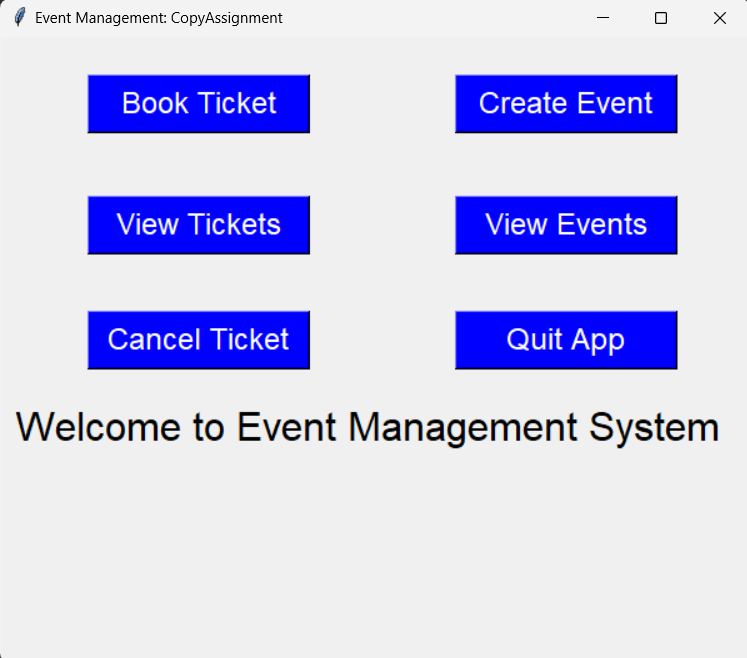 Event Management: CopyAssignment
Book Ticket
Create Event
View Tickets
View Events
Cancel Ticket
Quit App
Welcome to Event Management System